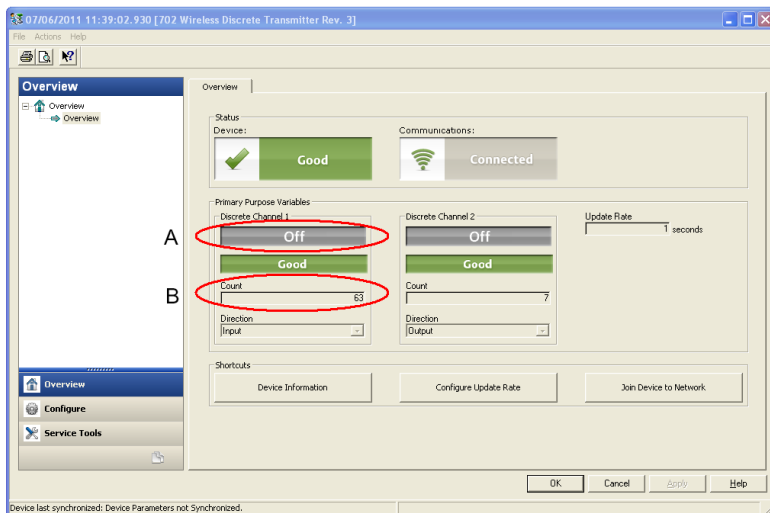 07/06/2011 11:39:02.930 [702 Wireless Discrete Transmitter Rev. 3]
File Actions Help
Overview
Overview
Overview
Overview
Status
Device:
Communications:
Good
Connected
Primary Purpose Variables
Discrete Channel 1
Discrete Channel 2
Update Rate
A
Off
Off
1 seconds
Good
Good
B
Count
63
Count
7
Direction
Input
Direction
Output
Shortcuts
Device Information
Configure Update Rate
Join Device to Network
Overview
Configure
Service Tools
OK
Cancel
Apply
Help
Device last synchronized: Device Parameters not Synchronized.